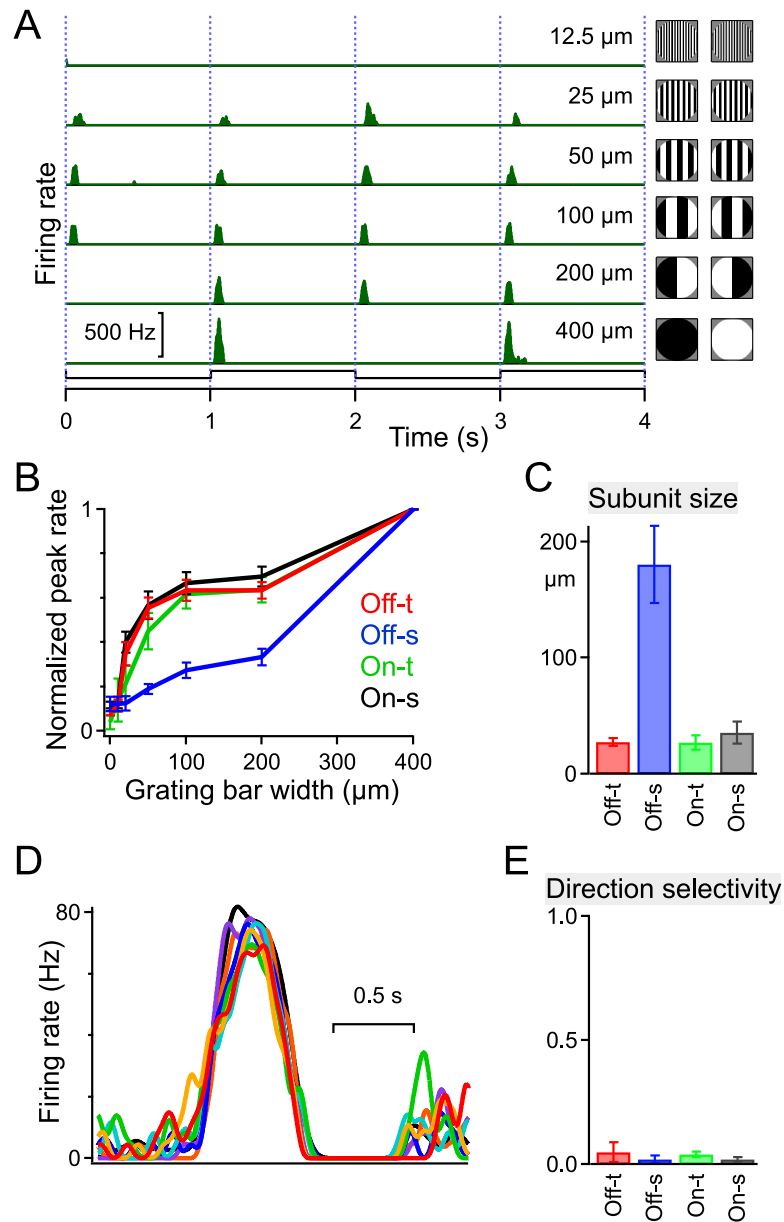 A
12.5 µm
25 µm
50 µm
100 µm
200 µm
400 µm
Firing rate
500 Hz
0 1 2 3 4
Time (s)
B
Normalized peak rate
1
1
Off-t
Off-s
On-t
On-s
0 100 200 300 400
Grating bar width (µm)
C
Subunit size
200
µm
100
0
Off-t
Off-s
On-t
On-s
D
Firing rate (Hz)
80
0
0.5 s
E
Direction selectivity
1.0
0.5
0.0
Off-t
Off-s
On-t
On-s